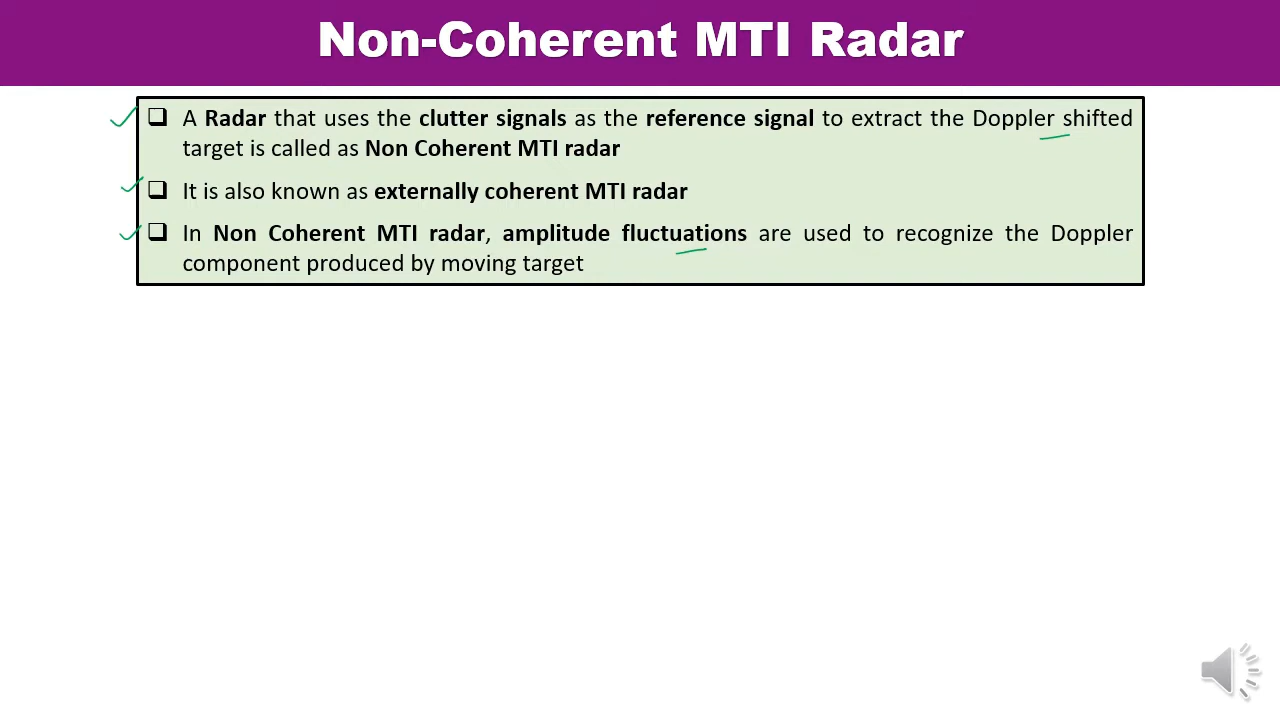 Non-Coherent MTI Radar
❑ A Radar that uses the clutter signals as the reference signal to extract the Doppler shifted
target is called as Non Coherent MTI radar
❑ It is also known as externally coherent MTI radar
❑ In Non Coherent MTI radar, amplitude fluctuations are used to recognize the Doppler
component produced by moving target